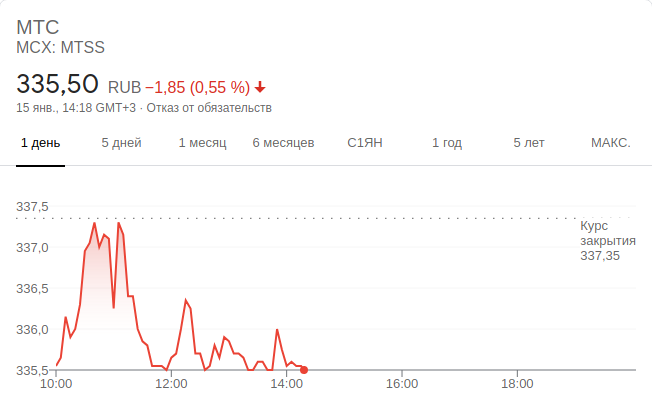 МТС
MCX: MTSS
335,50 RUB −1,85 (0,55 %)
15 янв., 14:18 GMT+3 · Отказ от обязательств
1 день 5 дней 1 месяц 6 месяцев С1ЯН 1 год 5 лет МАКС.
337,5
337,0
336,5
336,0
335,5
Курс
закрытия
337,35
10:00 12:00 14:00 16:00 18:00